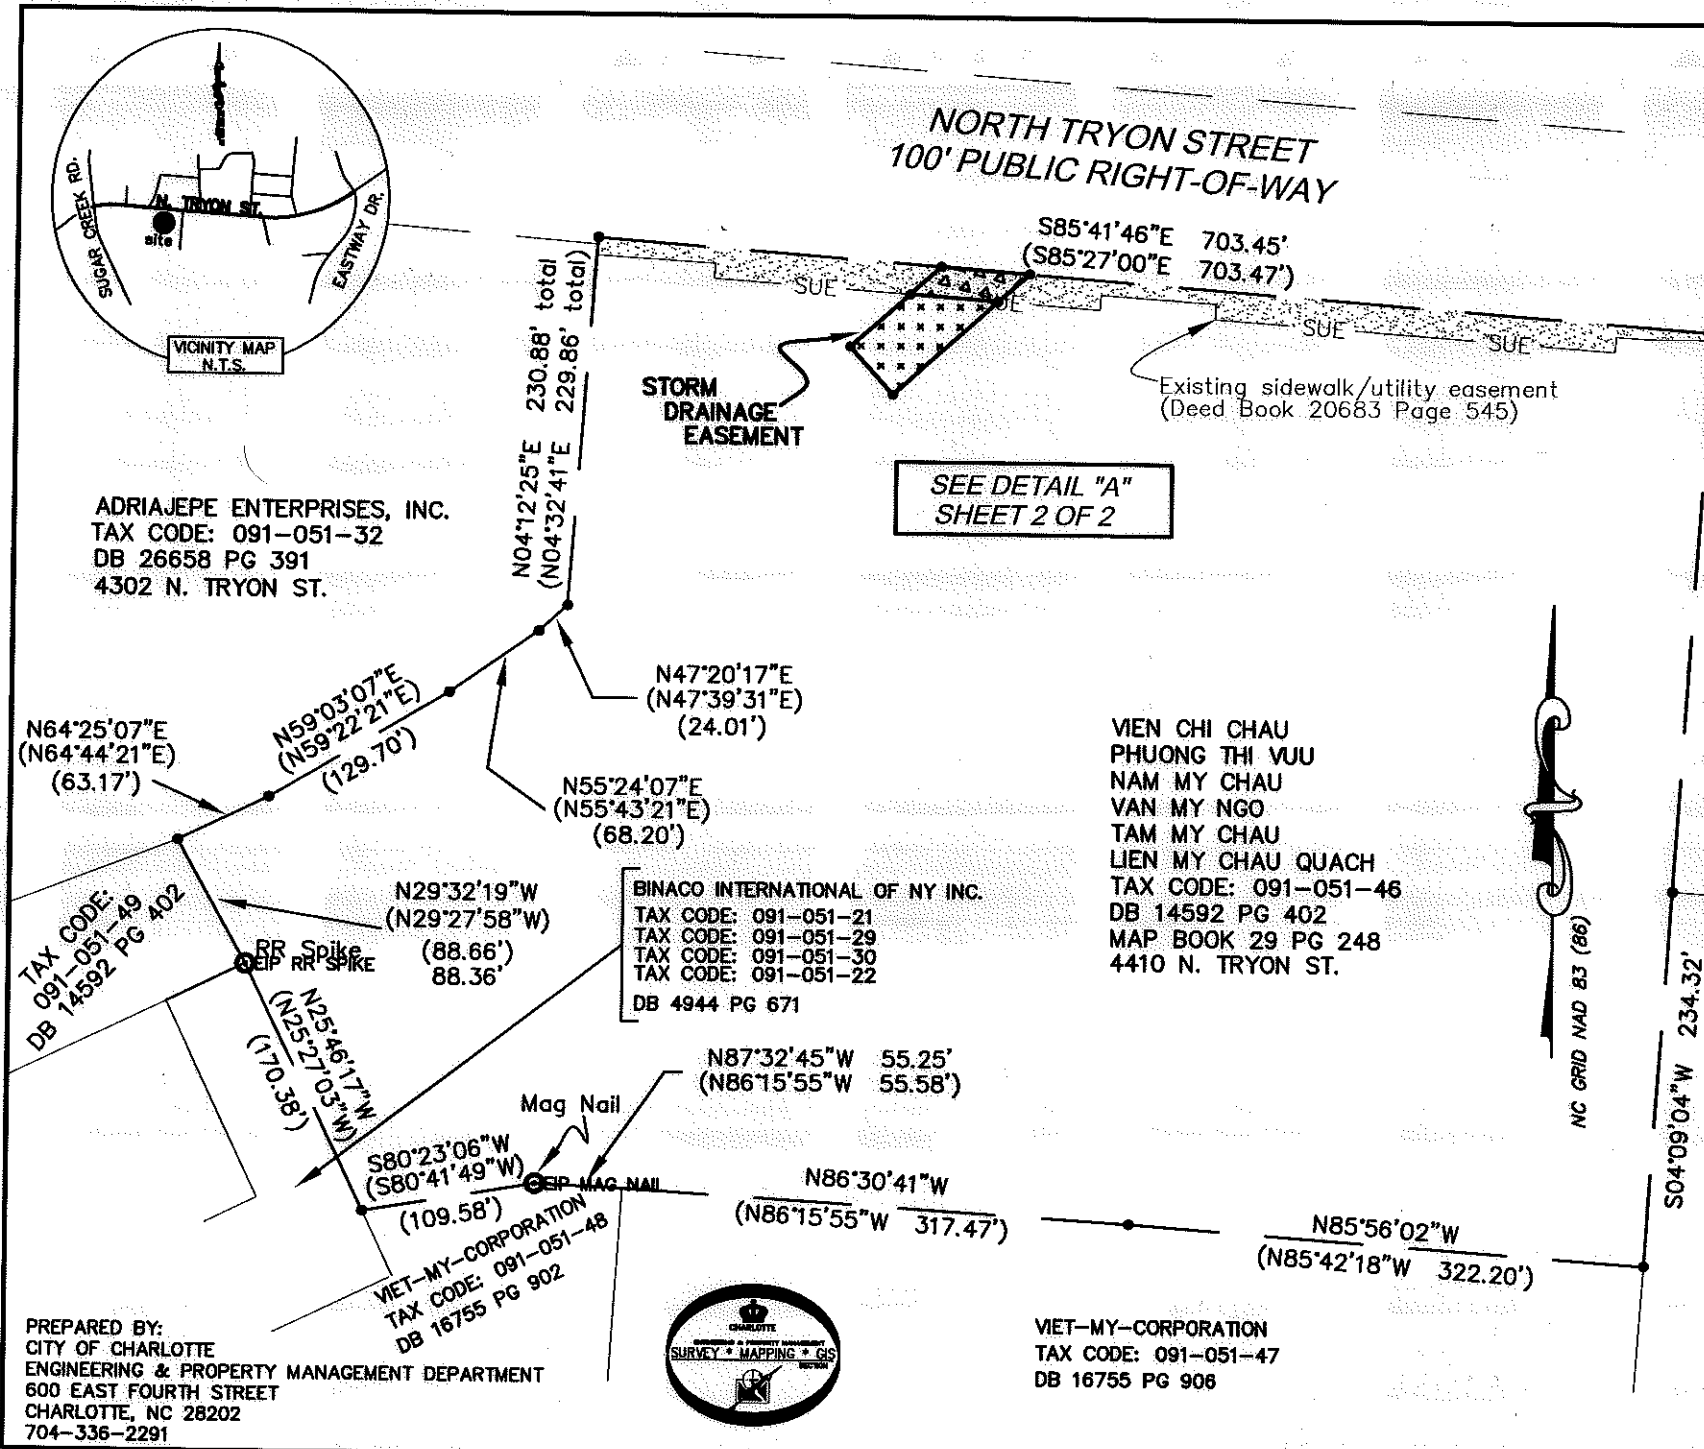 NORTH TRYON STREET
100' PUBLIC RIGHT-OF-WAY
SUGAR CREEK RD.
N. TRYON ST.
site
EASTWAY DR.
VICINITY MAP
N.T.S.
S85°41'46"E 703.45'
(S85°27'00"E 703.47')
SUE
SUE
SUE
SUE
N04°12'25"E 230.88' total
(N04°32'41"E 229.86' total)
STORM
DRAINAGE
EASEMENT
Existing sidewalk/utility easement
(Deed Book 20683 Page 545)
SEE DETAIL "A"
SHEET 2 OF 2
ADRIAJEPE ENTERPRISES, INC.
TAX CODE: 091-051-32
DB 26658 PG 391
4302 N. TRYON ST.
N47°20'17"E
(N47°39'31"E)
(24.01')
N59°03'07"E
(N59°22'21"E)
(129.70')
N64°25'07"E
(N64°44'21"E)
(63.17')
N55°24'07"E
(N55°43'21"E)
(68.20')
VIEN CHI CHAU
PHUONG THI VUU
NAM MY CHAU
VAN MY NGO
TAM MY CHAU
LIEN MY CHAU QUACH
TAX CODE: 091-051-46
DB 14592 PG 402
MAP BOOK 29 PG 248
4410 N. TRYON ST.
NC GRID NAD 83 (86)
S04°09'04"W 234.32'
TAX CODE:
091-051-49
DB 14592 PG 402
N29°32'19"W
(N29°27'58"W)
(88.66')
88.36'
RR Spike
EIP RR SPIKE
BINACO INTERNATIONAL OF NY INC.
TAX CODE: 091-051-21
TAX CODE: 091-051-29
TAX CODE: 091-051-30
TAX CODE: 091-051-22
DB 4944 PG 671
N25°46'17"W
(N25°27'03"W)
(170.38')
N87°32'45"W 55.25'
(N86°15'55"W 55.58')
Mag Nail
EIP MAG NAIL
S80°23'06"W
(S80°41'49"W)
(109.58')
N86°30'41"W
(N86°15'55"W 317.47')
N85°56'02"W
(N85°42'18"W 322.20')
VIET-MY-CORPORATION
TAX CODE: 091-051-48
DB 16755 PG 902
PREPARED BY:
CITY OF CHARLOTTE
ENGINEERING & PROPERTY MANAGEMENT DEPARTMENT
600 EAST FOURTH STREET
CHARLOTTE, NC 28202
704-336-2291
CHARLOTTE
ENGINEERING & PROPERTY MANAGEMENT
SURVEY * MAPPING * GIS
SECTION
VIET-MY-CORPORATION
TAX CODE: 091-051-47
DB 16755 PG 906